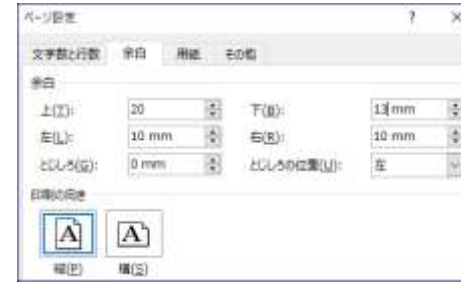 ページ設定 ? ×
文字数と行数 余白 用紙 その他
余白
上(T): 20 下(B): 13 mm
左(L): 10 mm 右(R): 10 mm
とじしろ(G): 0 mm とじしろの位置(U): 左
印刷の向き
A A
縦(P) 横(S)